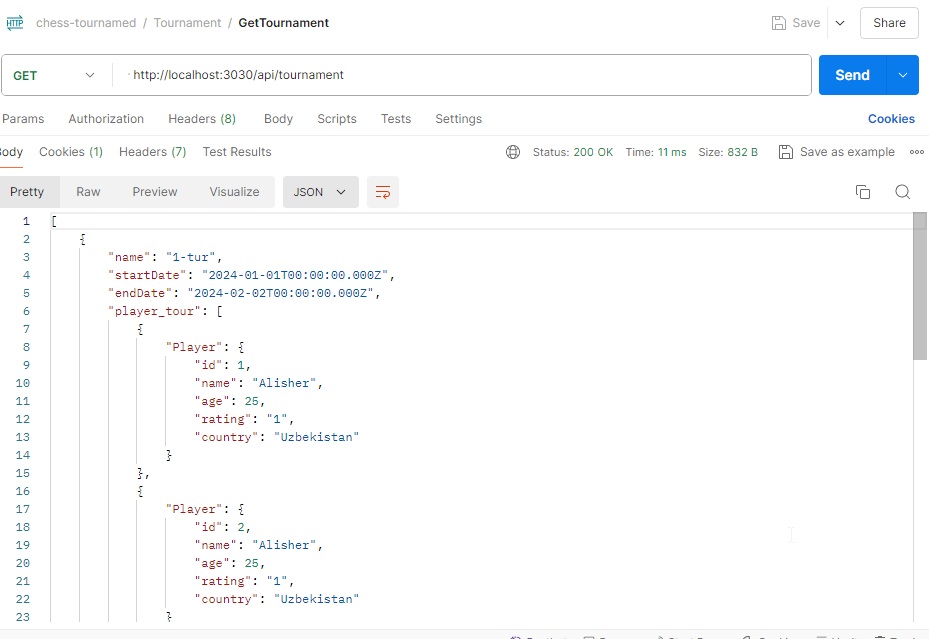 HTTP chess-tournamed / Tournament / GetTournament Save Share
GET http://localhost:3030/api/tournament Send
Params Authorization Headers (8) Body Scripts Tests Settings Cookies
Body Cookies (1) Headers (7) Test Results Status: 200 OK Time: 11 ms Size: 832 B Save as example
Pretty Raw Preview Visualize JSON
1 [
2 {
3 "name": "1-tur",
4 "startDate": "2024-01-01T00:00:00.000Z",
5 "endDate": "2024-02-02T00:00:00.000Z",
6 "player_tour": [
7 {
8 "Player": {
9 "id": 1,
10 "name": "Alisher",
11 "age": 25,
12 "rating": "1",
13 "country": "Uzbekistan"
14 }
15 },
16 {
17 "Player": {
18 "id": 2,
19 "name": "Alisher",
20 "age": 25,
21 "rating": "1",
22 "country": "Uzbekistan"
23 }